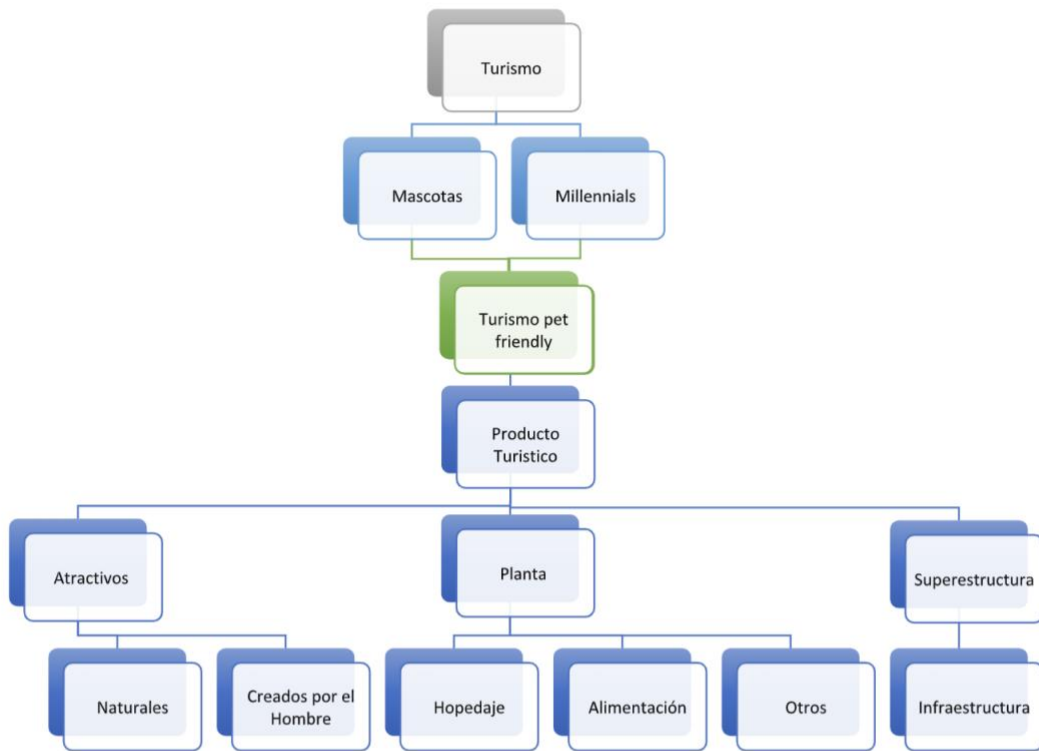 Turismo
Mascotas
Millennials
Turismo pet
friendly
Producto
Turistico
Atractivos
Planta
Superestructura
Naturales
Creados por el
Hombre
Hopedaje
Alimentación
Otros
Infraestructura